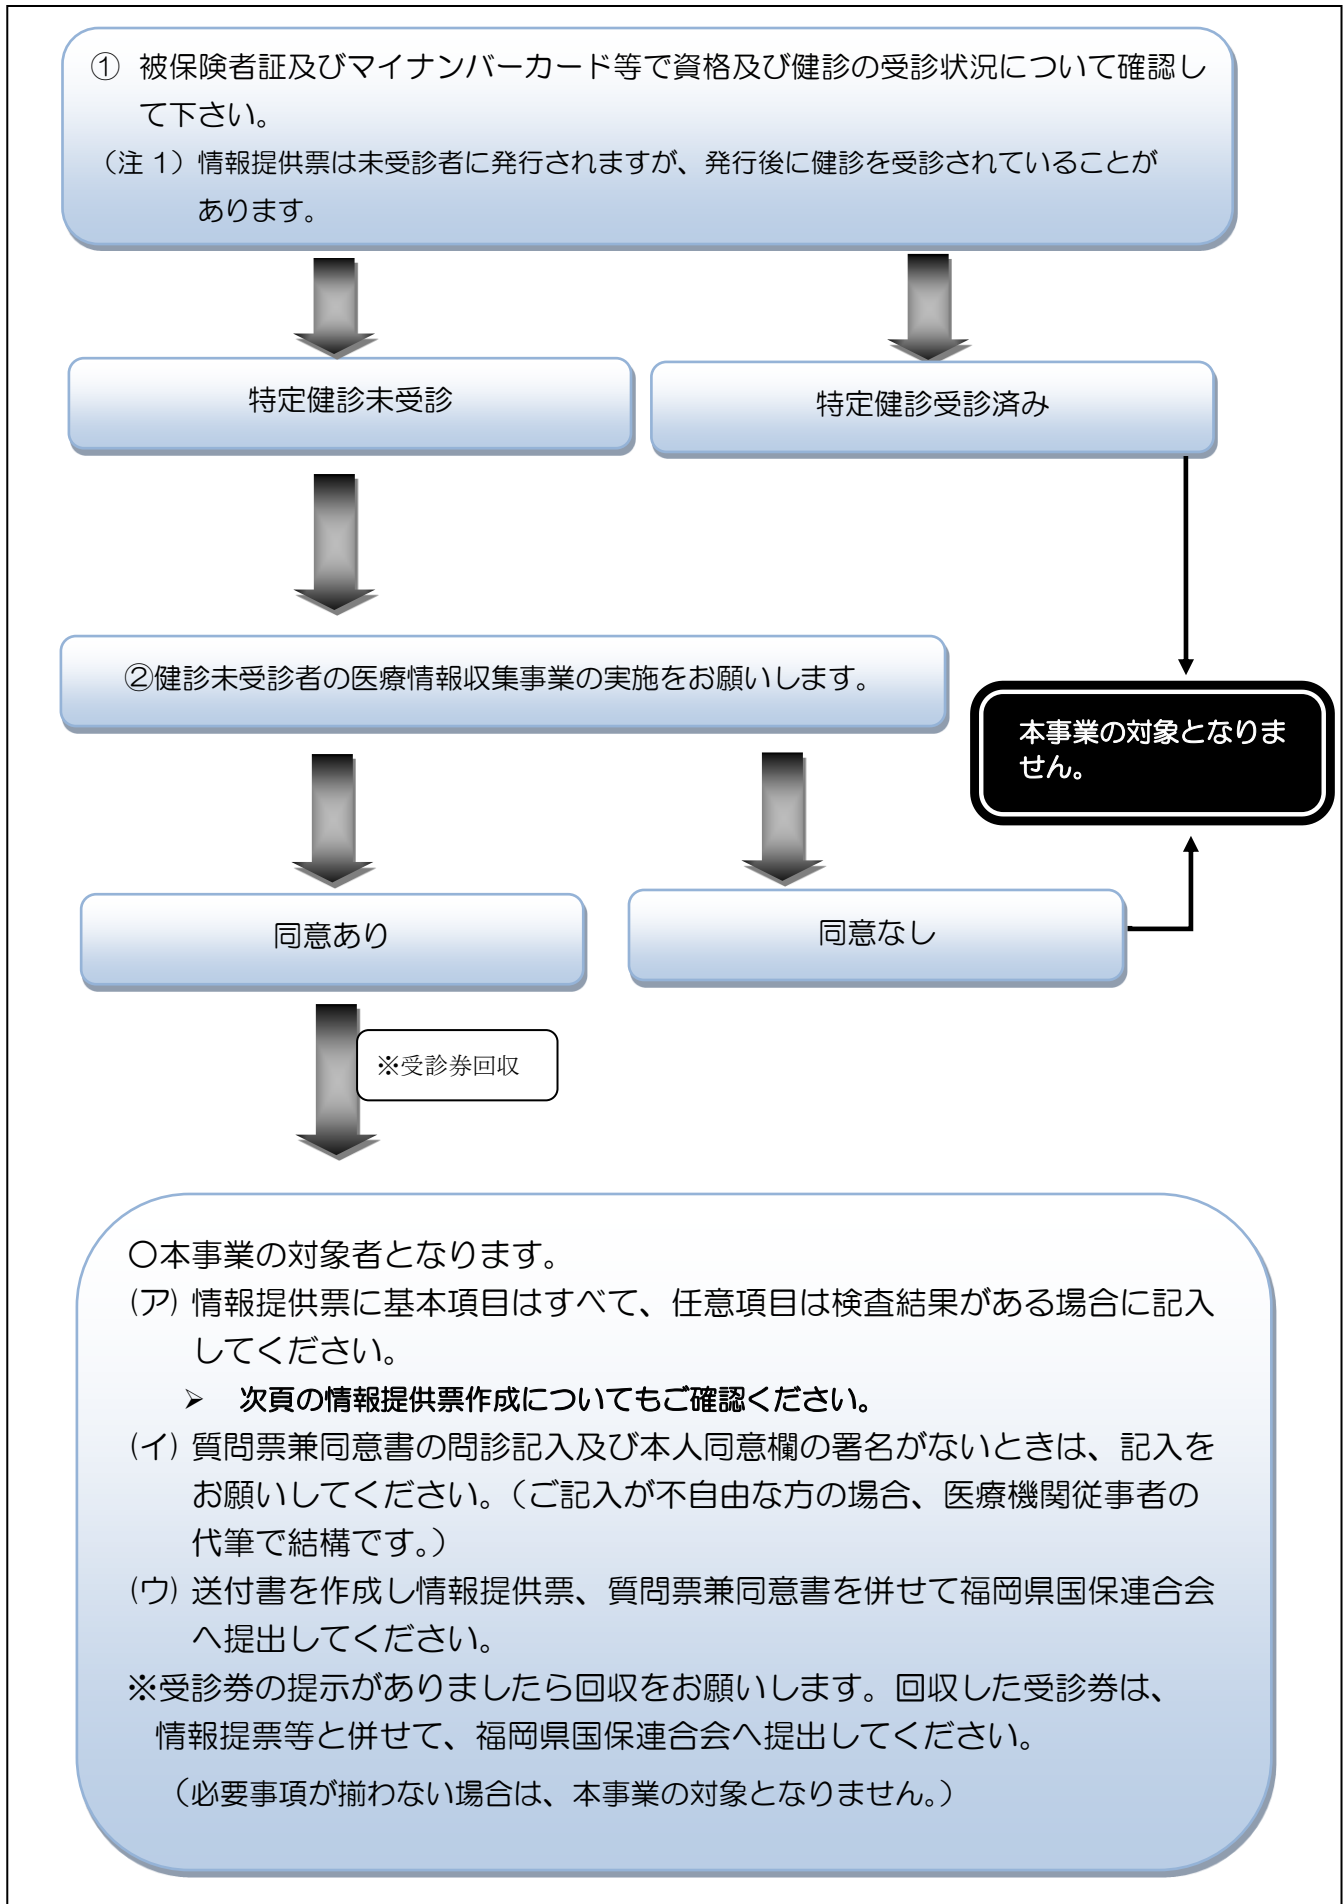 ① 被保険者証及びマイナンバーカード等で資格及び健診の受診状況について確認し
て下さい。
（注 1）情報提供票は未受診者に発行されますが、発行後に健診を受診されていることが
あります。
特定健診未受診
特定健診受診済み
②健診未受診者の医療情報収集事業の実施をお願いします。
本事業の対象となりま
せん。
同意あり
同意なし
※受診券回収
〇本事業の対象者となります。
(ア) 情報提供票に基本項目はすべて、任意項目は検査結果がある場合に記入
してください。
➢ 次頁の情報提供票作成についてもご確認ください。
(イ) 質問票兼同意書の問診記入及び本人同意欄の署名がないときは、記入を
お願いしてください。（ご記入が不自由な方の場合、医療機関従事者の
代筆で結構です。）
(ウ) 送付書を作成し情報提供票、質問票兼同意書を併せて福岡県国保連合会
へ提出してください。
※受診券の提示がありましたら回収をお願いします。回収した受診券は、
情報提票等と併せて、福岡県国保連合会へ提出してください。
（必要事項が揃わない場合は、本事業の対象となりません。）